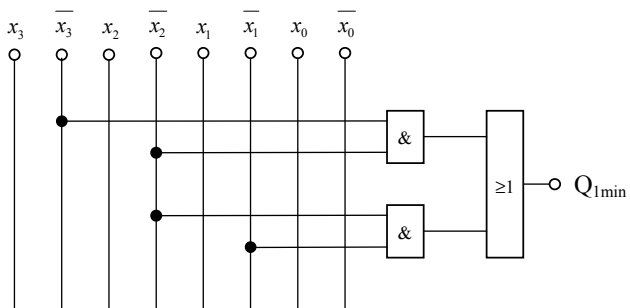 x₃ x̅₃ x₂ x̅₂ x₁ x̅₁ x₀ x̅₀
&
≥1 Q₁ₘᵢₙ
&